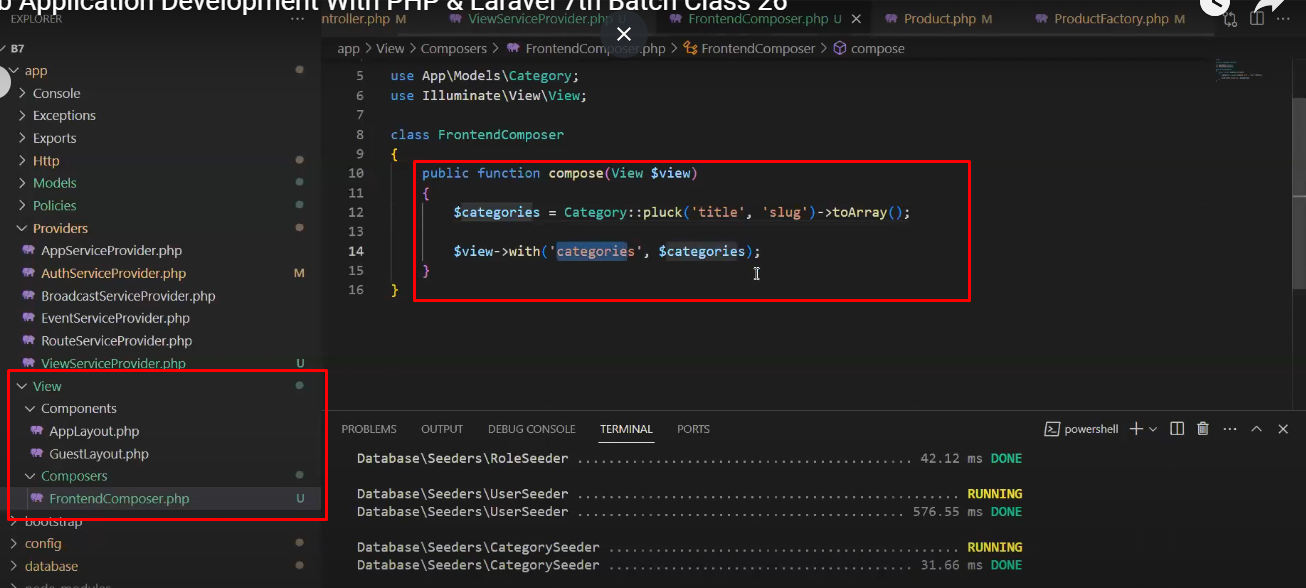 b Application Development With PHP & Laravel 7th Batch Class 26
EXPLORER
ntroller.php M
ViewServiceProvider.php U
FrontendComposer.php U
Product.php M
ProductFactory.php M
B7
app > View > Composers > FrontendComposer.php > FrontendComposer > compose
app
Console
Exceptions
Exports
Http
Models
Policies
Providers
AppServiceProvider.php
AuthServiceProvider.php M
BroadcastServiceProvider.php
EventServiceProvider.php
RouteServiceProvider.php
ViewServiceProvider.php U
View
Components
AppLayout.php
GuestLayout.php
Composers
FrontendComposer.php U
bootstrap
config
database
node_modules
5 use App\Models\Category;
6 use Illuminate\View\View;
7
8 class FrontendComposer
9 {
10 public function compose(View $view)
11 {
12 $categories = Category::pluck('title', 'slug')->toArray();
13
14 $view->with('categories', $categories);
15 }
16 }
PROBLEMS OUTPUT DEBUG CONSOLE TERMINAL PORTS
powershell
Database\Seeders\RoleSeeder ...................................... 42.12 ms DONE
Database\Seeders\UserSeeder ............................................ RUNNING
Database\Seeders\UserSeeder ..................................... 576.55 ms DONE
Database\Seeders\CategorySeeder ........................................ RUNNING
Database\Seeders\CategorySeeder .................................. 31.66 ms DONE